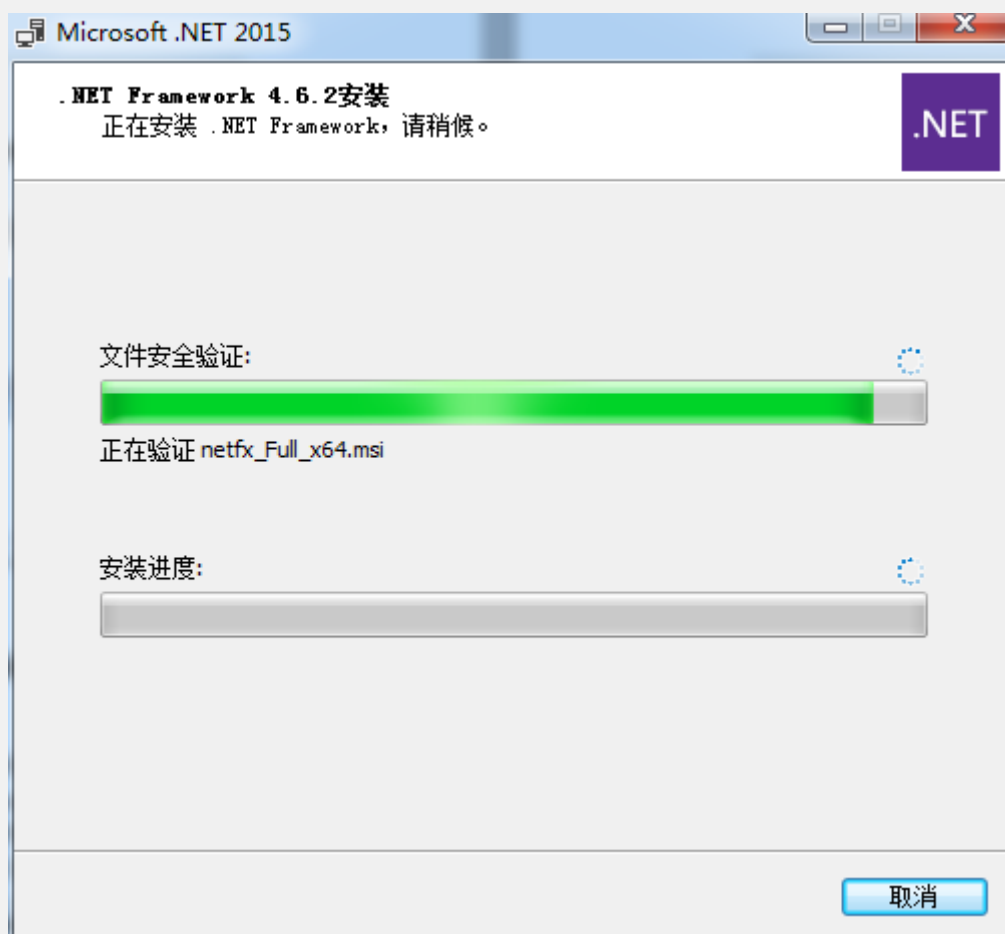 Microsoft .NET 2015
.NET Framework 4.6.2安装
正在安装 .NET Framework，请稍候。
.NET
文件安全验证:
正在验证 netfx_Full_x64.msi
安装进度:
取消